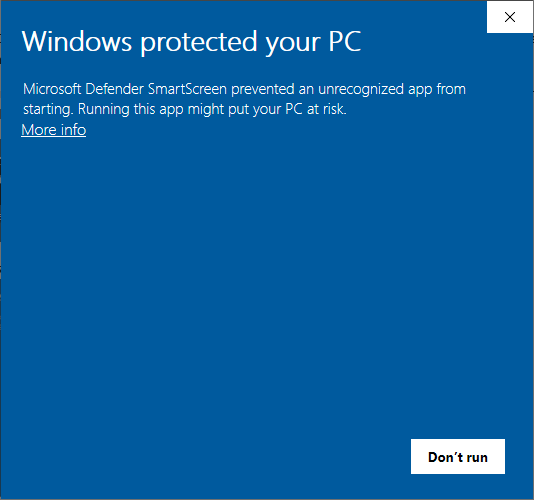 Windows protected your PC
Microsoft Defender SmartScreen prevented an unrecognized app from
starting. Running this app might put your PC at risk.
More info
Don't run